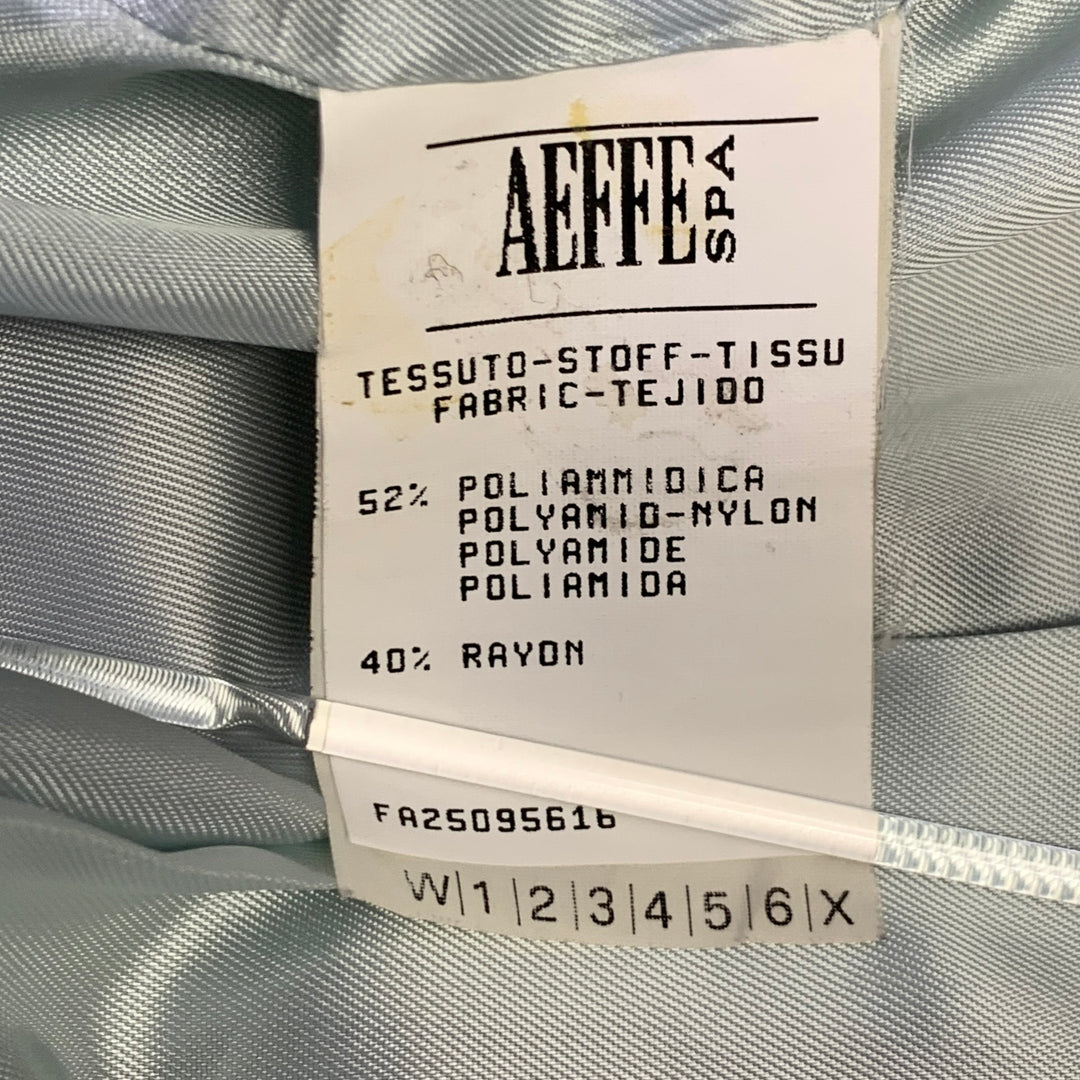 AEFFE SPA
TESSUTO-STOFF-TISSU
FABRIC-TEJIDO
52% POLIAMMIDICA
POLYAMID-NYLON
POLYAMIDE
POLIAMIDA
40% RAYON
FA25095616
W|1|2|3|4|5|6|X